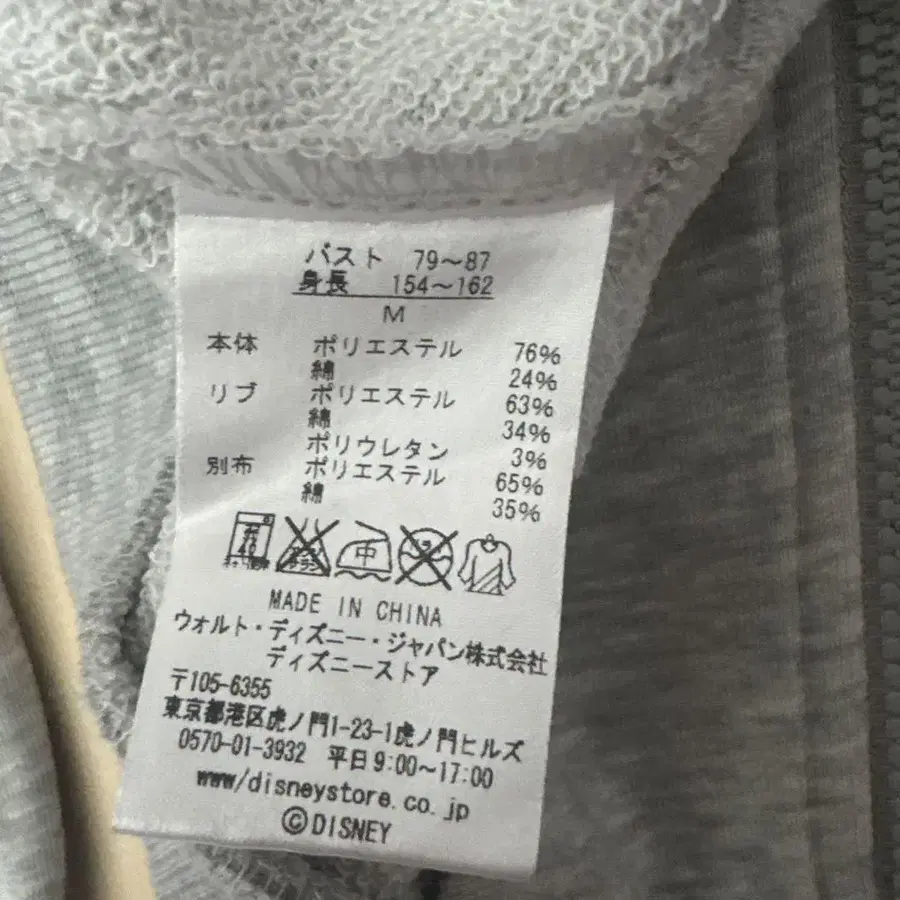 バスト 79～87
身長 154～162
M
本体 ポリエステル 76%
綿 24%
リブ ポリエステル 63%
綿 34%
ポリウレタン 3%
別布 ポリエステル 65%
綿 35%
40 中
MADE IN CHINA
ウォルト・ディズニー・ジャパン株式会社
ディズニーストア
〒105-6355
東京都港区虎ノ門1-23-1虎ノ門ヒルズ
0570-01-3932 平日9:00～17:00
www/disneystore.co.jp
©DISNEY